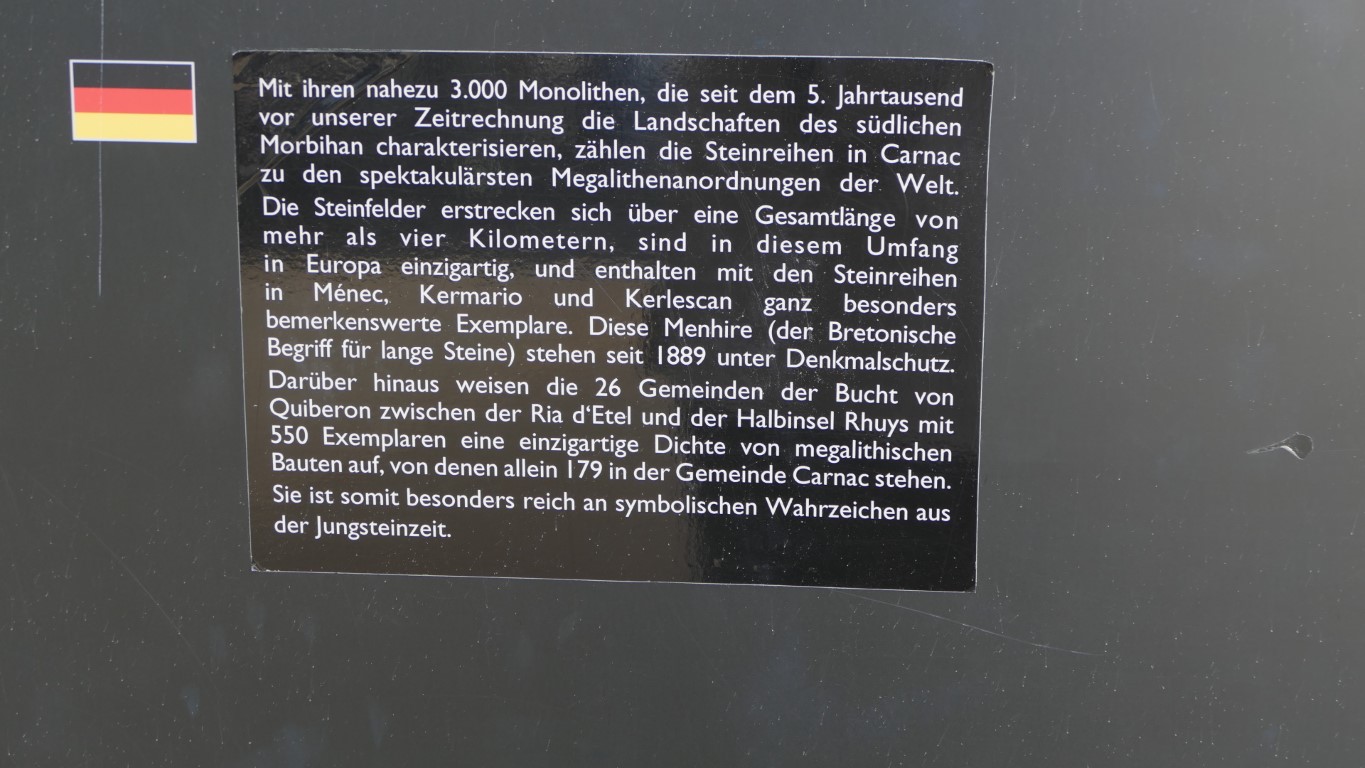 Mit ihren nahezu 3.000 Monolithen, die seit dem 5. Jahrtausend
vor unserer Zeitrechnung die Landschaften des südlichen
Morbihan charakterisieren, zählen die Steinreihen in Carnac
zu den spektakulärsten Megalithenanordnungen der Welt.
Die Steinfelder erstrecken sich über eine Gesamtlänge von
mehr als vier Kilometern, sind in diesem Umfang
in Europa einzigartig, und enthalten mit den Steinreihen
in Ménec, Kermario und Kerlescan ganz besonders
bemerkenswerte Exemplare. Diese Menhire (der Bretonische
Begriff für lange Steine) stehen seit 1889 unter Denkmalschutz.
Darüber hinaus weisen die 26 Gemeinden der Bucht von
Quiberon zwischen der Ria d‘Etel und der Halbinsel Rhuys mit
550 Exemplaren eine einzigartige Dichte von megalithischen
Bauten auf, von denen allein 179 in der Gemeinde Carnac stehen.
Sie ist somit besonders reich an symbolischen Wahrzeichen aus
der Jungsteinzeit.